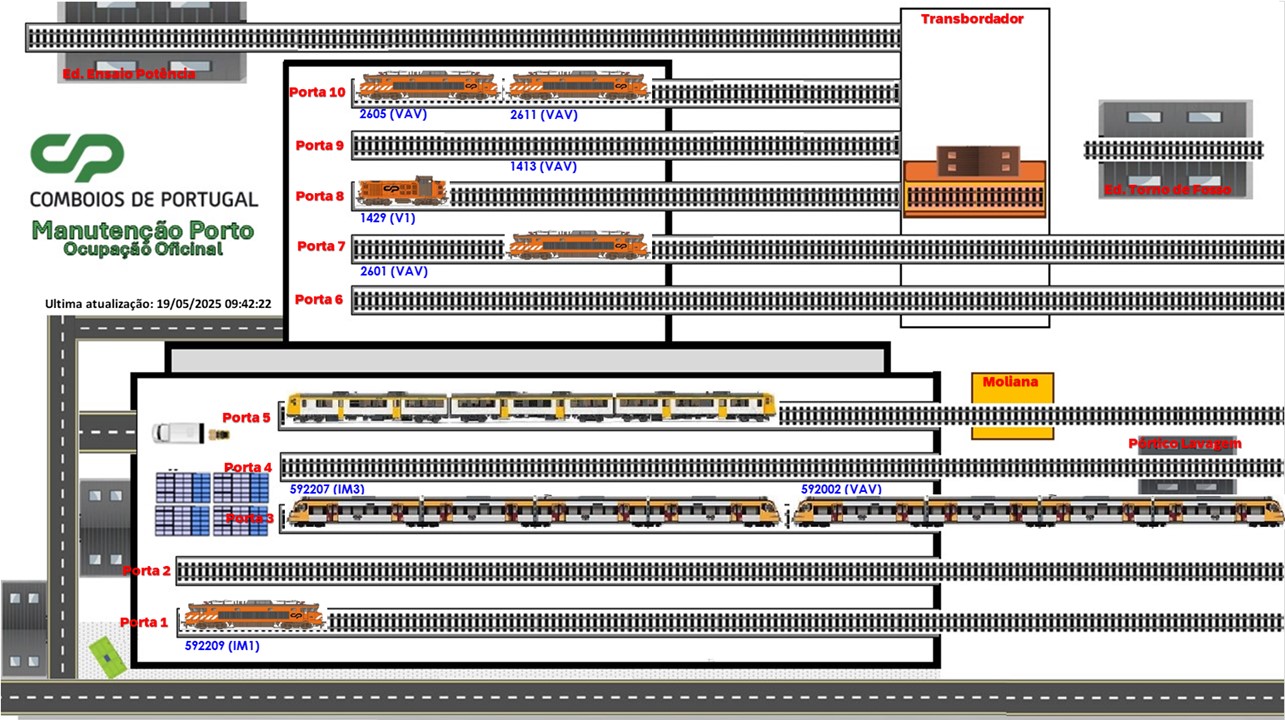 Transbordador
Ed. Ensaio Potência
Porta 10
2605 (VAV)
2611 (VAV)
CP
COMBOIOS DE PORTUGAL
Manutenção Porto
Ocupação Oficinal
Porta 9
1413 (VAV)
Ed. Torno de Fosso
Porta 8
1429 (V1)
Porta 7
2601 (VAV)
Ultima atualização: 19/05/2025 09:42:22
Porta 6
Moliana
Porta 5
Pórtico Lavagem
Porta 4
592207 (IM3)
592002 (VAV)
Porta 3
Porta 2
Porta 1
592209 (IM1)